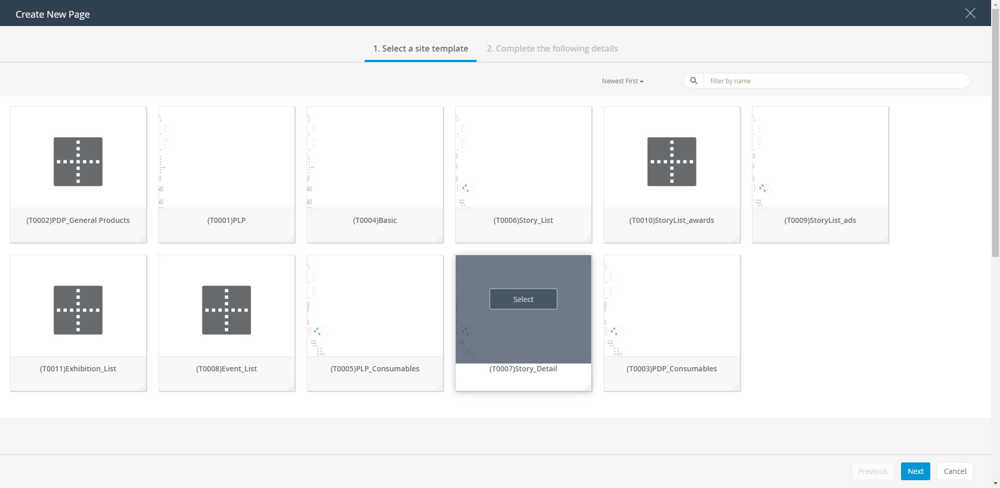 Create New Page
1. Select a site template
2. Complete the following details
Newest First
filter by name
(T0002)PDP_General Products
(T0001)PLP
(T0004)Basic
(T0006)Story_List
(T0010)StoryList_awards
(T0009)StoryList_ads
Select
(T0011)Exhibition_List
(T0008)Event_List
(T0005)PLP_Consumables
(T0007)Story_Detail
(T0003)PDP_Consumables
Previous
Next
Cancel